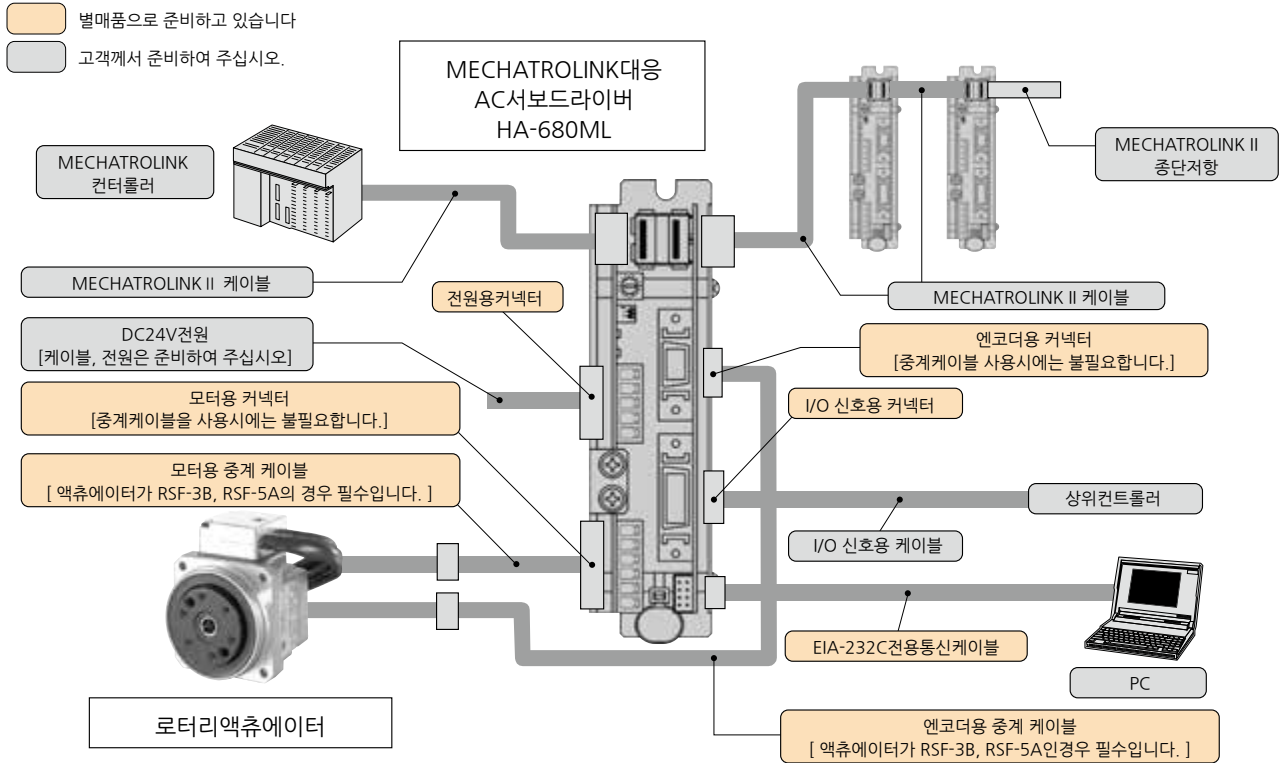 별매품으로 준비하고 있습니다
고객께서 준비하여 주십시오.
MECHATROLINK대응
AC서보드라이버
HA-680ML
MECHATROLINK
컨터롤러
MECHATROLINK II
종단저항
MECHATROLINK II 케이블
전원용커넥터
MECHATROLINK II 케이블
DC24V전원
[케이블, 전원은 준비하여 주십시오]
엔코더용 커넥터
[중계케이블 사용시에는 불필요합니다.]
모터용 커넥터
[중계케이블을 사용시에는 불필요합니다.]
I/O 신호용 커넥터
모터용 중계 케이블
[ 액츄에이터가 RSF-3B, RSF-5A의 경우 필수입니다. ]
상위컨트롤러
I/O 신호용 케이블
EIA-232C전용통신케이블
PC
로터리액츄에이터
엔코더용 중계 케이블
[ 액츄에이터가 RSF-3B, RSF-5A인경우 필수입니다. ]